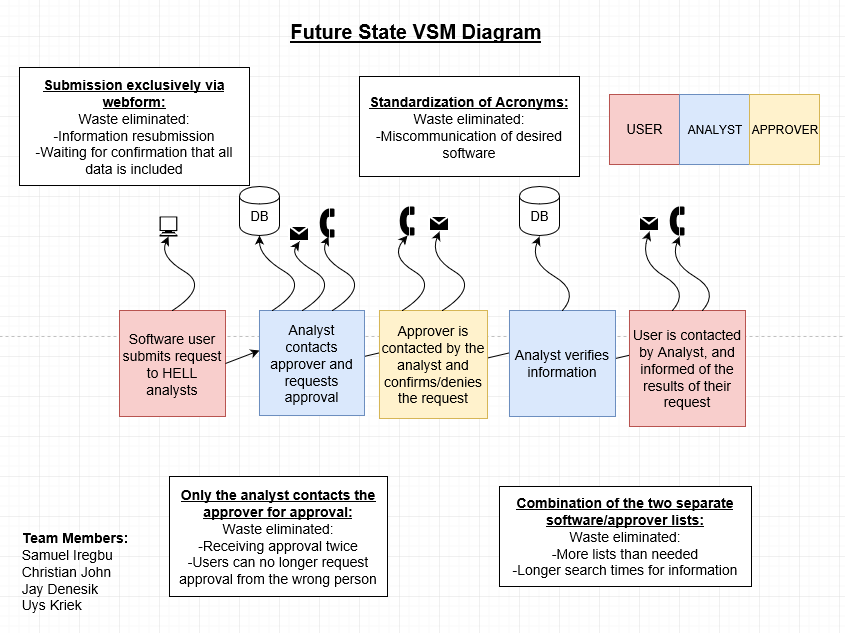 Future State VSM Diagram
Submission exclusively via
webform:
Waste eliminated:
-Information resubmission
-Waiting for confirmation that all
data is included
Standardization of Acronyms:
Waste eliminated:
-Miscommunication of desired
software
USER
ANALYST
APPROVER
DB
DB
Software user
submits request
to HELL
analysts
Analyst
contacts
approver and
requests
approval
Approver is
contacted by the
analyst and
confirms/denies
the request
Analyst verifies
information
User is contacted
by Analyst, and
informed of the
results of their
request
Only the analyst contacts the
approver for approval:
Waste eliminated:
-Receiving approval twice
-Users can no longer request
approval from the wrong person
Combination of the two separate
software/approver lists:
Waste eliminated:
-More lists than needed
-Longer search times for information
Team Members:
Samuel Iregbu
Christian John
Jay Denesik
Uys Kriek